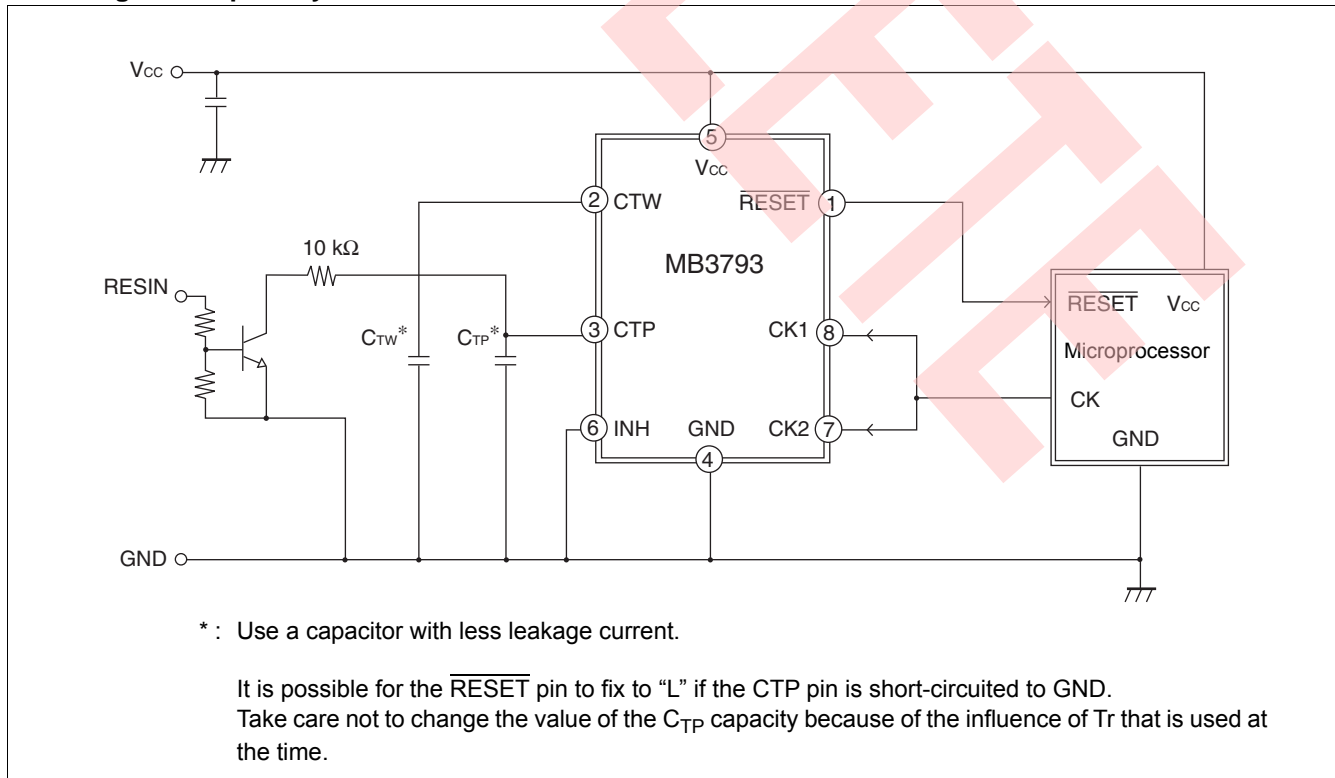 Vcc
5
Vcc
2 CTW
RESET 1
10 kΩ
MB3793
RESIN
RESET Vcc
CTW*
CTP*
3 CTP
CK1 8
Microprocessor
CK
6 INH
GND
CK2 7
GND
4
GND
* : Use a capacitor with less leakage current.
It is possible for the RESET pin to fix to “L” if the CTP pin is short-circuited to GND.
Take care not to change the value of the CTP capacity because of the influence of Tr that is used at
the time.